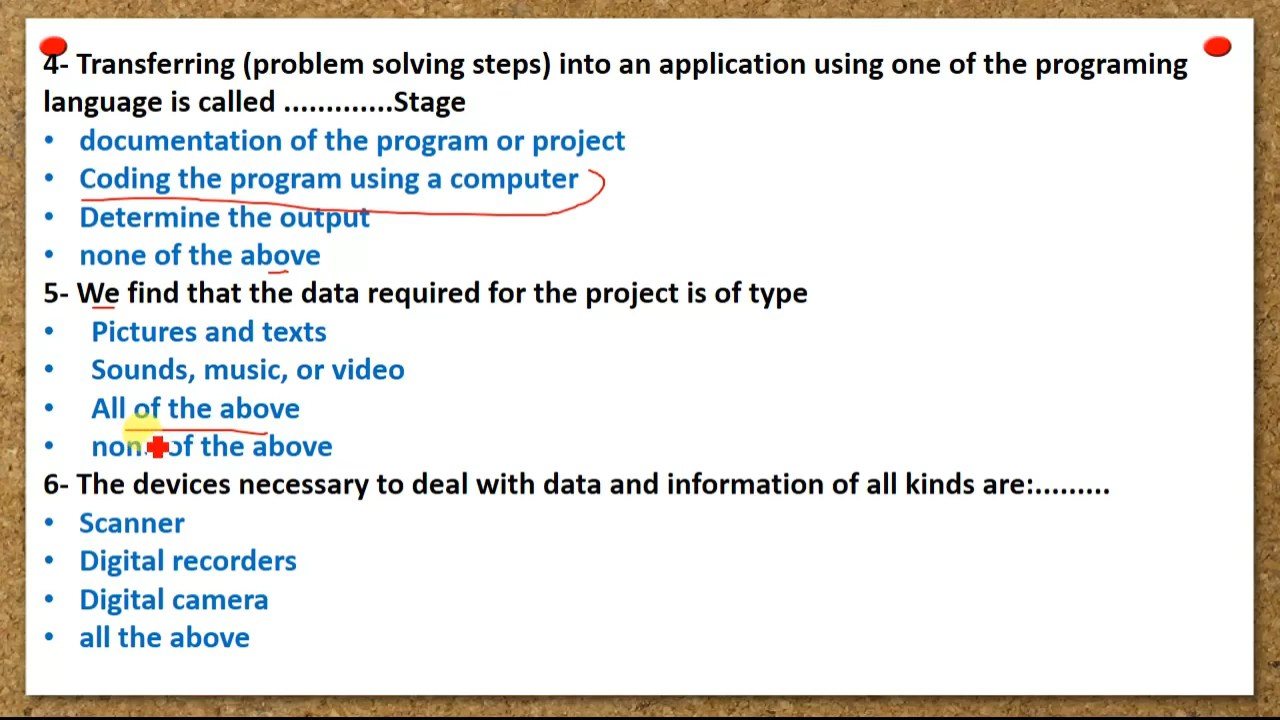 4- Transferring (problem solving steps) into an application using one of the programing
language is called .............Stage
• documentation of the program or project
• Coding the program using a computer
• Determine the output
• none of the above
5- We find that the data required for the project is of type
• Pictures and texts
• Sounds, music, or video
• All of the above
• none of the above
6- The devices necessary to deal with data and information of all kinds are:.........
• Scanner
• Digital recorders
• Digital camera
• all the above